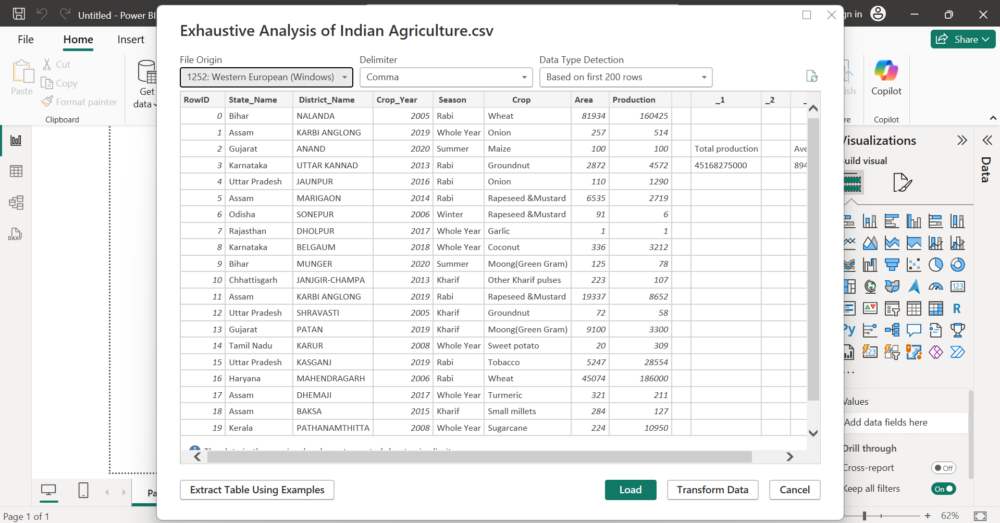 Untitled - Power BI
gn in
File Home Insert
Share
Paste
Cut
Copy
Format painter
Clipboard
Get
data
Copilot
Copilot
Exhaustive Analysis of Indian Agriculture.csv
File Origin Delimiter Data Type Detection
1252: Western European (Windows) Comma Based on first 200 rows
RowID State_Name District_Name Crop_Year Season Crop Area Production _1 _2 _
0 Bihar NALANDA 2005 Rabi Wheat 81934 160425
1 Assam KARBI ANGLONG 2019 Whole Year Onion 257 514
2 Gujarat ANAND 2020 Summer Maize 100 100 Total production Ave
3 Karnataka UTTAR KANNAD 2013 Rabi Groundnut 2872 4572 45168275000 894
4 Uttar Pradesh JAUNPUR 2016 Rabi Onion 110 1290
5 Assam MARIGAON 2014 Rabi Rapeseed &Mustard 6535 2719
6 Odisha SONEPUR 2006 Winter Rapeseed &Mustard 91 6
7 Rajasthan DHOLPUR 2017 Whole Year Garlic 1 1
8 Karnataka BELGAUM 2018 Whole Year Coconut 336 3212
9 Bihar MUNGER 2020 Summer Moong(Green Gram) 125 78
10 Chhattisgarh JANJGIR-CHAMPA 2013 Kharif Other Kharif pulses 223 107
11 Assam KARBI ANGLONG 2019 Rabi Rapeseed &Mustard 19337 8652
12 Uttar Pradesh SHRAVASTI 2005 Kharif Groundnut 72 58
13 Gujarat PATAN 2019 Kharif Moong(Green Gram) 9100 3300
14 Tamil Nadu KARUR 2008 Whole Year Sweet potato 20 309
15 Uttar Pradesh KASGANJ 2019 Rabi Tobacco 5247 28554
16 Haryana MAHENDRAGARH 2006 Rabi Wheat 45074 186000
17 Assam DHEMAJI 2017 Whole Year Turmeric 321 211
18 Assam BAKSA 2015 Kharif Small millets 284 127
19 Kerala PATHANAMTHITTA 2008 Whole Year Sugarcane 224 10950
Extract Table Using Examples Load Transform Data Cancel
DAX
Visualizations
uild visual
Data
123
R
Py
123
Values
Add data fields here
Drill through
Cross-report Off
Keep all filters On
Pa
Page 1 of 1
62%